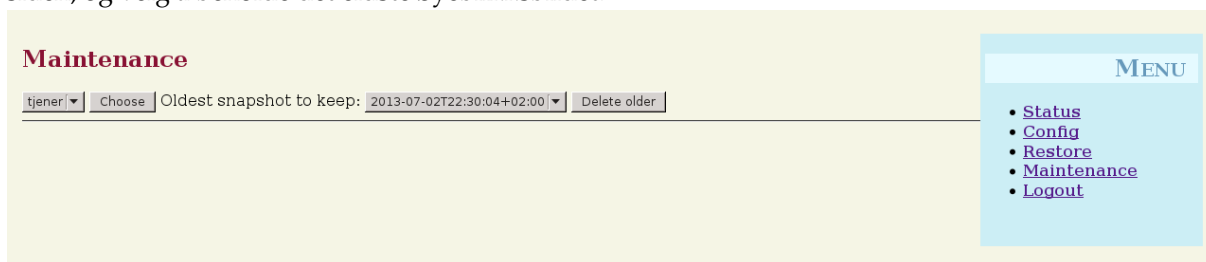 Maintenance
tjener Choose Oldest snapshot to keep: 2013-07-02T22:30:04+02:00 Delete older
MENU
Status
Config
Restore
Maintenance
Logout